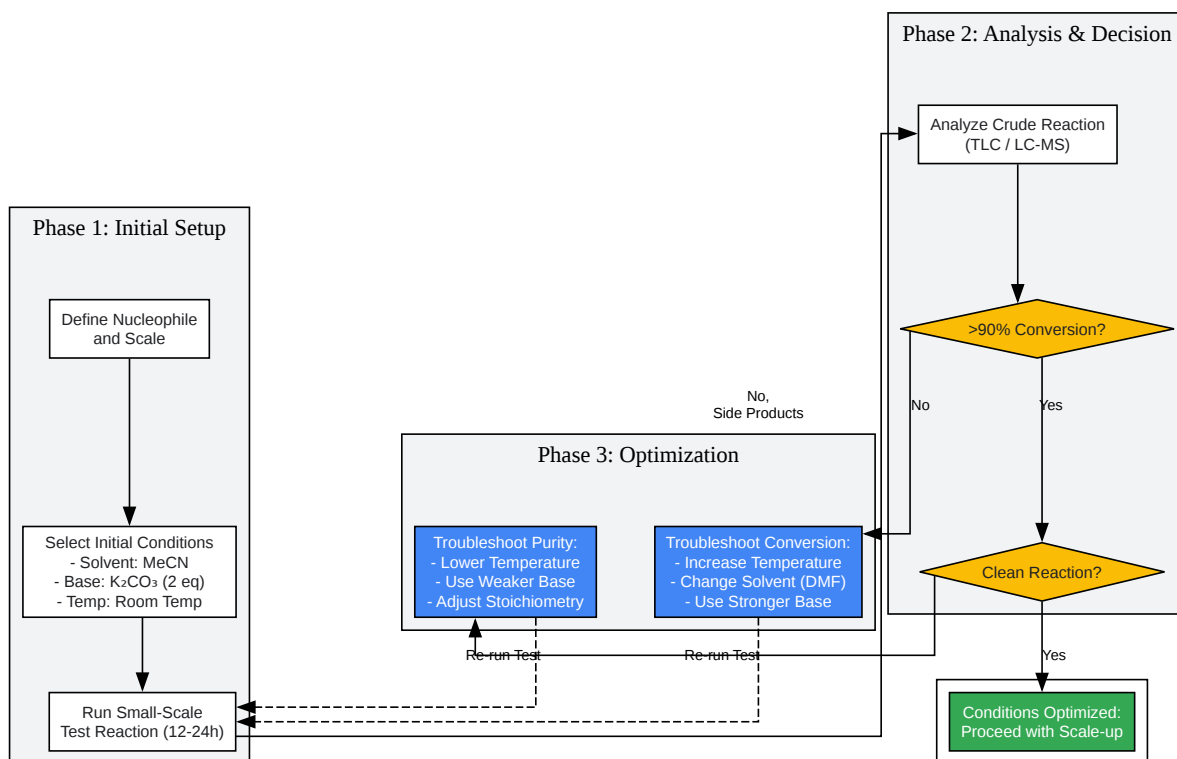 Phase 1: Initial Setup
Define Nucleophile
and Scale
Select Initial Conditions
- Solvent: MeCN
- Base: K₂CO₃ (2 eq)
- Temp: Room Temp
Run Small-Scale
Test Reaction (12-24h)
Phase 2: Analysis & Decision
Analyze Crude Reaction
(TLC / LC-MS)
>90% Conversion?
No
Yes
Clean Reaction?
Yes
No,
Side Products
Phase 3: Optimization
Troubleshoot Purity:
- Lower Temperature
- Use Weaker Base
- Adjust Stoichiometry
Troubleshoot Conversion:
- Increase Temperature
- Change Solvent (DMF)
- Use Stronger Base
Re-run Test
Re-run Test
Conditions Optimized:
Proceed with Scale-up